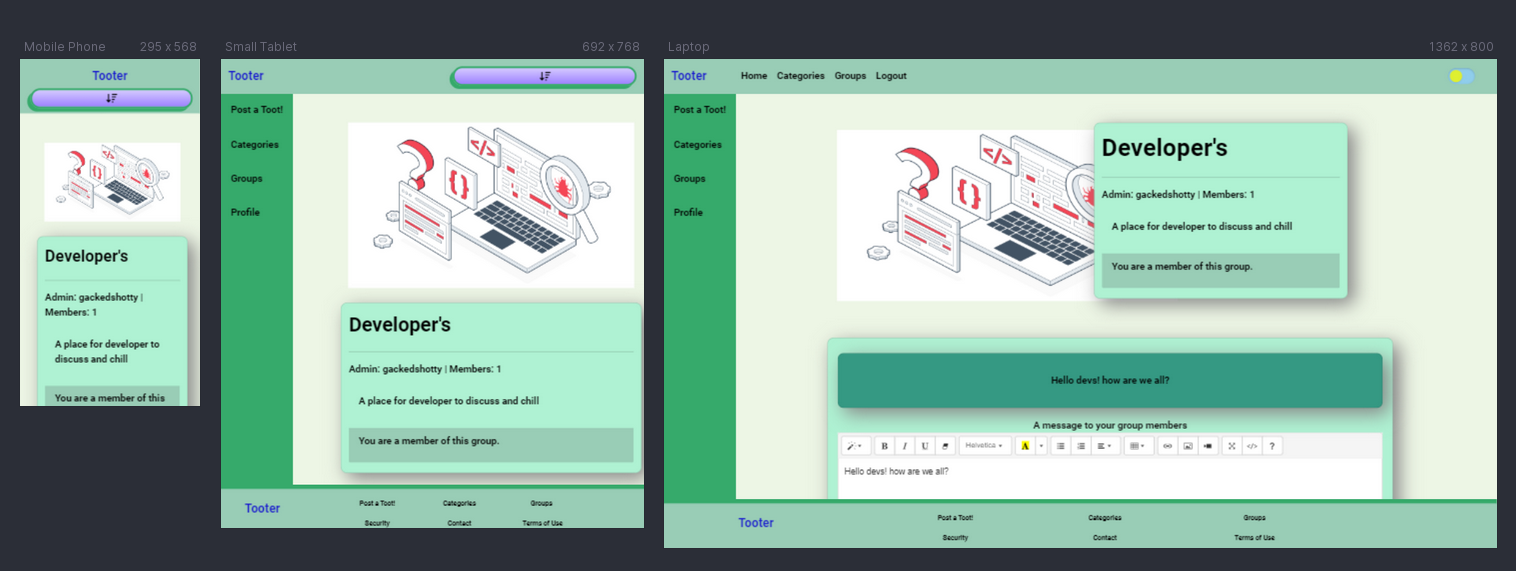 Mobile Phone 295 x 568
Tooter
Developer's
Admin: gackedshotty |
Members: 1
A place for developer to
discuss and chill
You are a member of this
Small Tablet 692 x 768
Tooter
Post a Toot!
Categories
Groups
Profile
</>
{ }
Developer's
Admin: gackedshotty | Members: 1
A place for developer to discuss and chill
You are a member of this group.
Tooter
Post a Toot! Categories Groups
Security Contact Terms of Use
Laptop 1362 x 800
Tooter Home Categories Groups Logout
Post a Toot!
Categories
Groups
Profile
</>
{ }
Developer's
Admin: gackedshotty | Members: 1
A place for developer to discuss and chill
You are a member of this group.
Hello devs! how are we all?
A message to your group members
B I U Helvetica A </> ?
Hello devs! how are we all?
Tooter
Post a Toot! Categories Groups
Security Contact Terms of Use